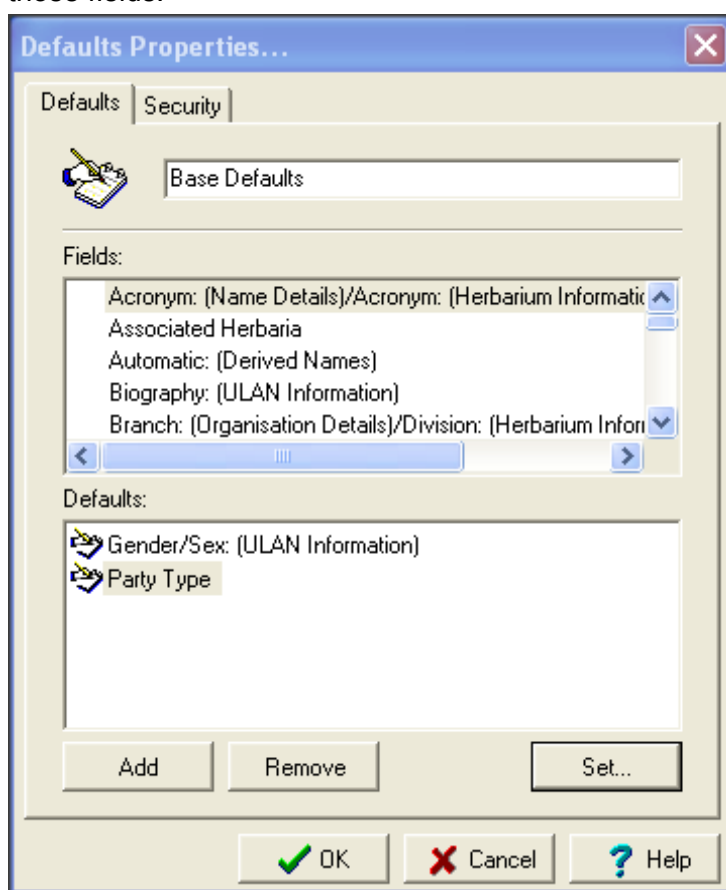 those fields.
Defaults Properties...
Defaults Security
Base Defaults
Fields:
Acronym: (Name Details)/Acronym: (Herbarium Informatic
Associated Herbaria
Automatic: (Derived Names)
Biography: (ULAN Information)
Branch: (Organisation Details)/Division: (Herbarium Infor
Defaults:
Gender/Sex: (ULAN Information)
Party Type
Add Remove Set...
OK Cancel Help